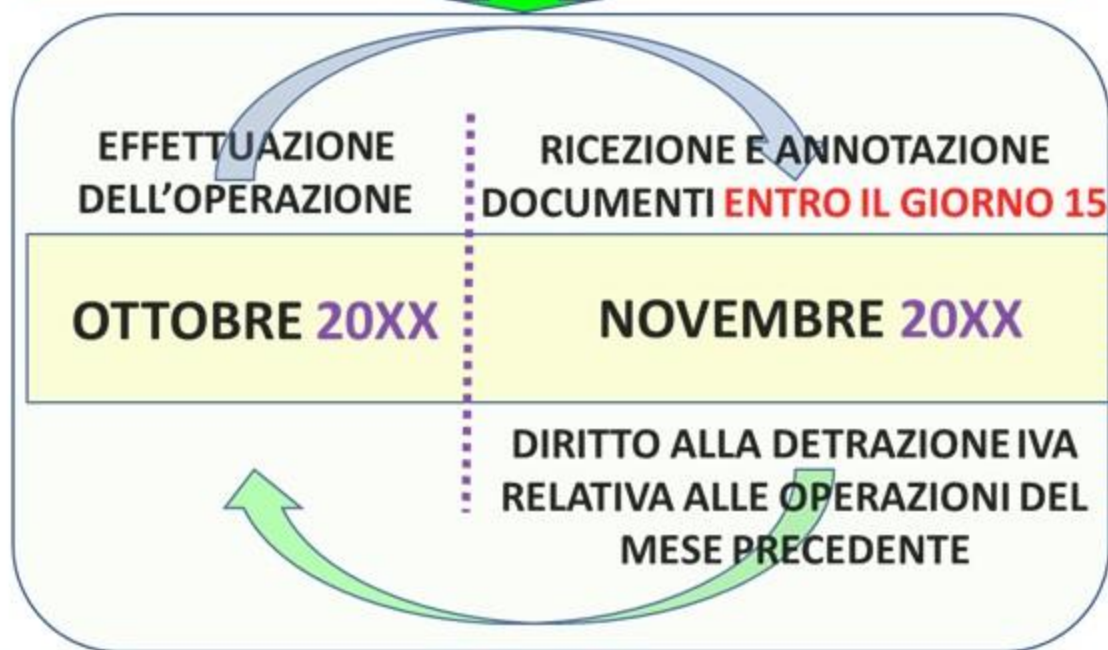 EFFETTUAZIONE
DELL'OPERAZIONE
RICEZIONE E ANNOTAZIONE
DOCUMENTI ENTRO IL GIORNO 15
OTTOBRE 20XX
NOVEMBRE 20XX
DIRITTO ALLA DETRAZIONE IVA
RELATIVA ALLE OPERAZIONI DEL
MESE PRECEDENTE